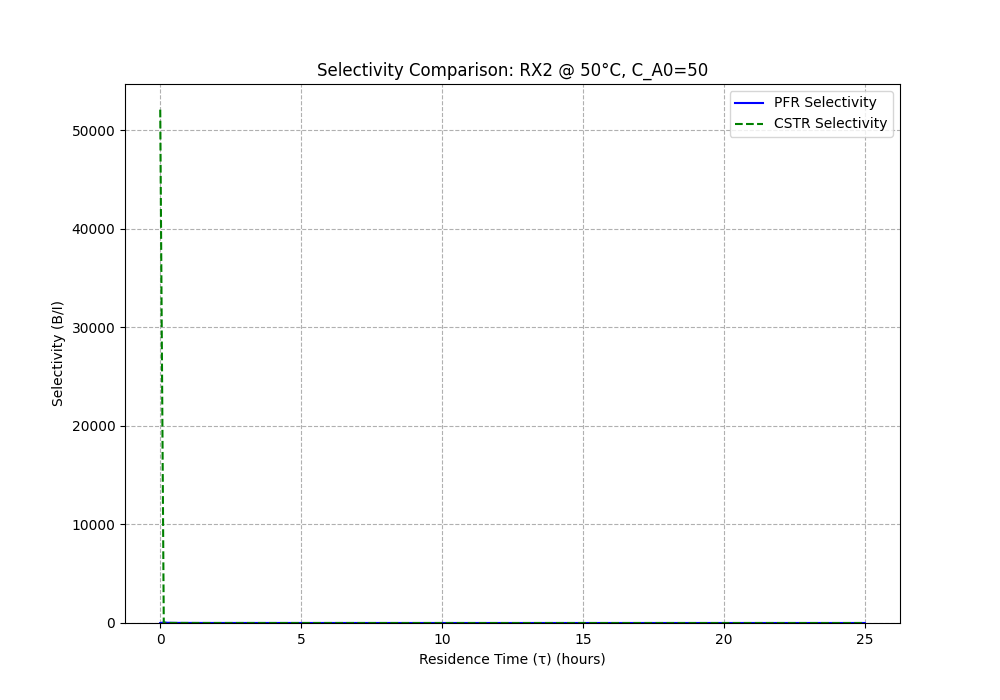 Selectivity Comparison: RX2 @ 50°C, C_A0=50
PFR Selectivity
CSTR Selectivity
Selectivity (B/I)
50000
40000
30000
20000
10000
0
0 5 10 15 20 25
Residence Time (τ) (hours)